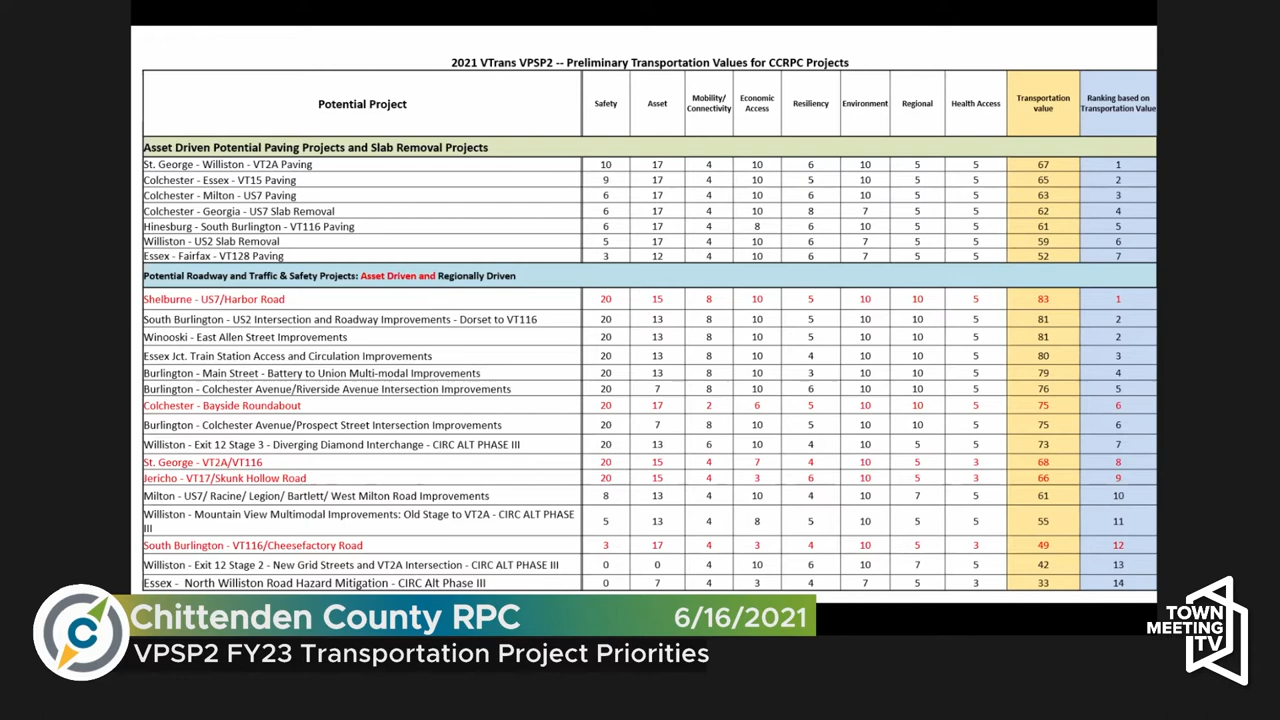 2021 VTrans VPSP2 -- Preliminary Transportation Values for CCRPC Projects
Potential Project Safety Asset Mobility/ Connectivity Economic Access Resiliency Environment Regional Health Access Transportation value Ranking based on Transportation Value
Asset Driven Potential Paving Projects and Slab Removal Projects
St. George - Williston - VT2A Paving 10 17 4 10 6 10 5 5 67 1
Colchester - Essex - VT15 Paving 9 17 4 10 5 10 5 5 65 2
Colchester - Milton - US7 Paving 6 17 4 10 6 10 5 5 63 3
Colchester - Georgia - US7 Slab Removal 6 17 4 10 8 7 5 5 62 4
Hinesburg - South Burlington - VT116 Paving 6 17 4 8 6 10 5 5 61 5
Williston - US2 Slab Removal 5 17 4 10 6 7 5 5 59 6
Essex - Fairfax - VT128 Paving 3 12 4 10 6 7 5 5 52 7
Potential Roadway and Traffic & Safety Projects: Asset Driven and Regionally Driven
Shelburne - US7/Harbor Road 20 15 8 10 5 10 10 5 83 1
South Burlington - US2 Intersection and Roadway Improvements - Dorset to VT116 20 13 8 10 5 10 10 5 81 2
Winooski - East Allen Street Improvements 20 13 8 10 5 10 10 5 81 2
Essex Jct. Train Station Access and Circulation Improvements 20 13 8 10 4 10 10 5 80 3
Burlington - Main Street - Battery to Union Multi-modal Improvements 20 13 8 10 3 10 10 5 79 4
Burlington - Colchester Avenue/Riverside Avenue Intersection Improvements 20 7 8 10 6 10 10 5 76 5
Colchester - Bayside Roundabout 20 17 2 6 5 10 10 5 75 6
Burlington - Colchester Avenue/Prospect Street Intersection Improvements 20 7 8 10 5 10 10 5 75 6
Williston - Exit 12 Stage 3 - Diverging Diamond Interchange - CIRC ALT PHASE III 20 13 6 10 4 10 5 5 73 7
St. George - VT2A/VT116 20 15 4 7 4 10 5 3 68 8
Jericho - VT17/Skunk Hollow Road 20 15 4 3 6 10 5 3 66 9
Milton - US7/ Racine/ Legion/ Bartlett/ West Milton Road Improvements 8 13 4 10 4 10 7 5 61 10
Williston - Mountain View Multimodal Improvements: Old Stage to VT2A - CIRC ALT PHASE
III 5 13 4 8 5 10 5 5 55 11
South Burlington - VT116/Cheesefactory Road 3 17 4 3 4 10 5 3 49 12
Williston - Exit 12 Stage 2 - New Grid Streets and VT2A Intersection - CIRC ALT PHASE III 0 0 4 10 6 10 7 5 42 13
Essex - North Williston Road Hazard Mitigation - CIRC Alt Phase III 0 7 4 3 4 7 5 3 33 14
C
Chittenden County RPC 6/16/2021
VPSP2 FY23 Transportation Project Priorities
TOWN
MEETING
TV